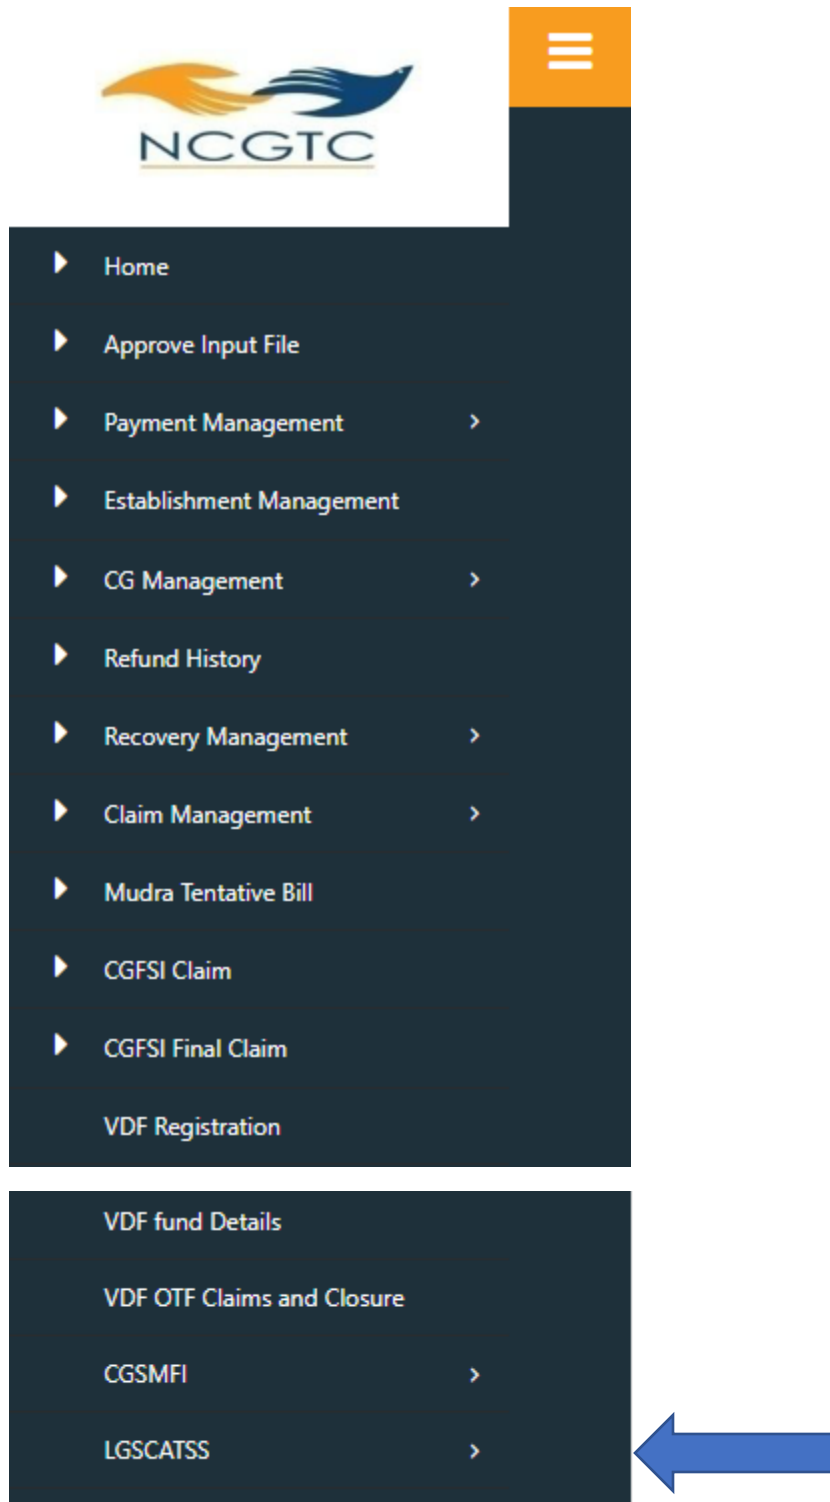 NCGTC
Home
Approve Input File
Payment Management
Establishment Management
CG Management
Refund History
Recovery Management
Claim Management
Mudra Tentative Bill
CGFSI Claim
CGFSI Final Claim
VDF Registration
VDF fund Details
VDF OTF Claims and Closure
CGSMFI
LGSCATSS